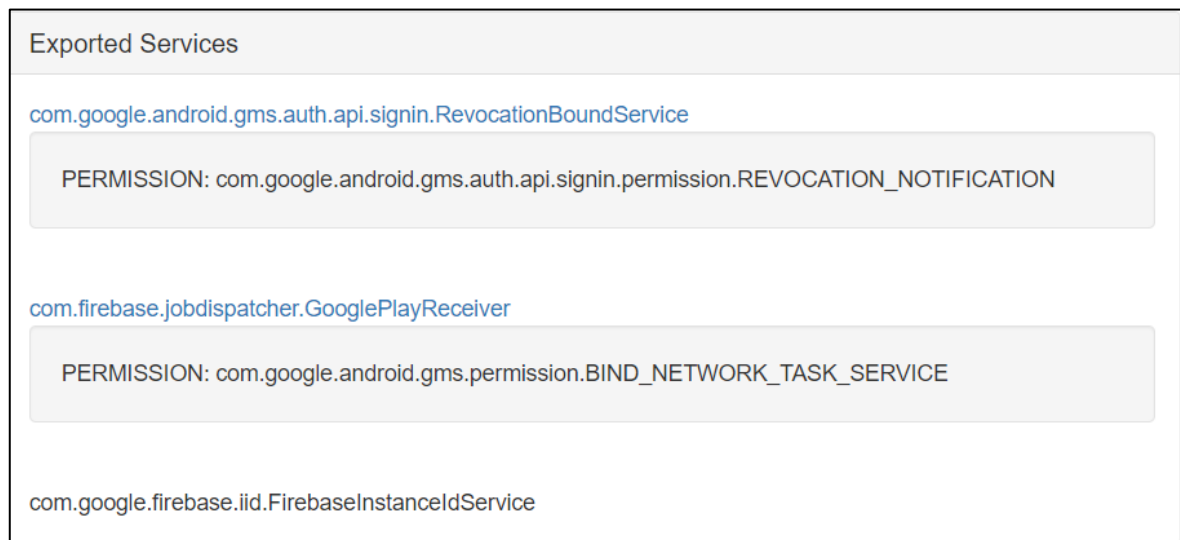 Exported Services
com.google.android.gms.auth.api.signin.RevocationBoundService
PERMISSION: com.google.android.gms.auth.api.signin.permission.REVOCATION_NOTIFICATION
com.firebase.jobdispatcher.GooglePlayReceiver
PERMISSION: com.google.android.gms.permission.BIND_NETWORK_TASK_SERVICE
com.google.firebase.iid.FirebaseInstanceIdService